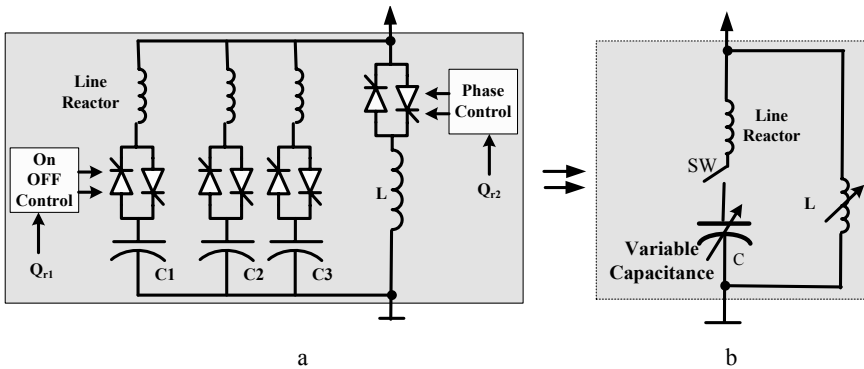 Line
Reactor
On
OFF
Control
Qr1
C1
C2
C3
L
Phase
Control
Qr2
a
Line
Reactor
SW
L
Variable
Capacitance
C
b